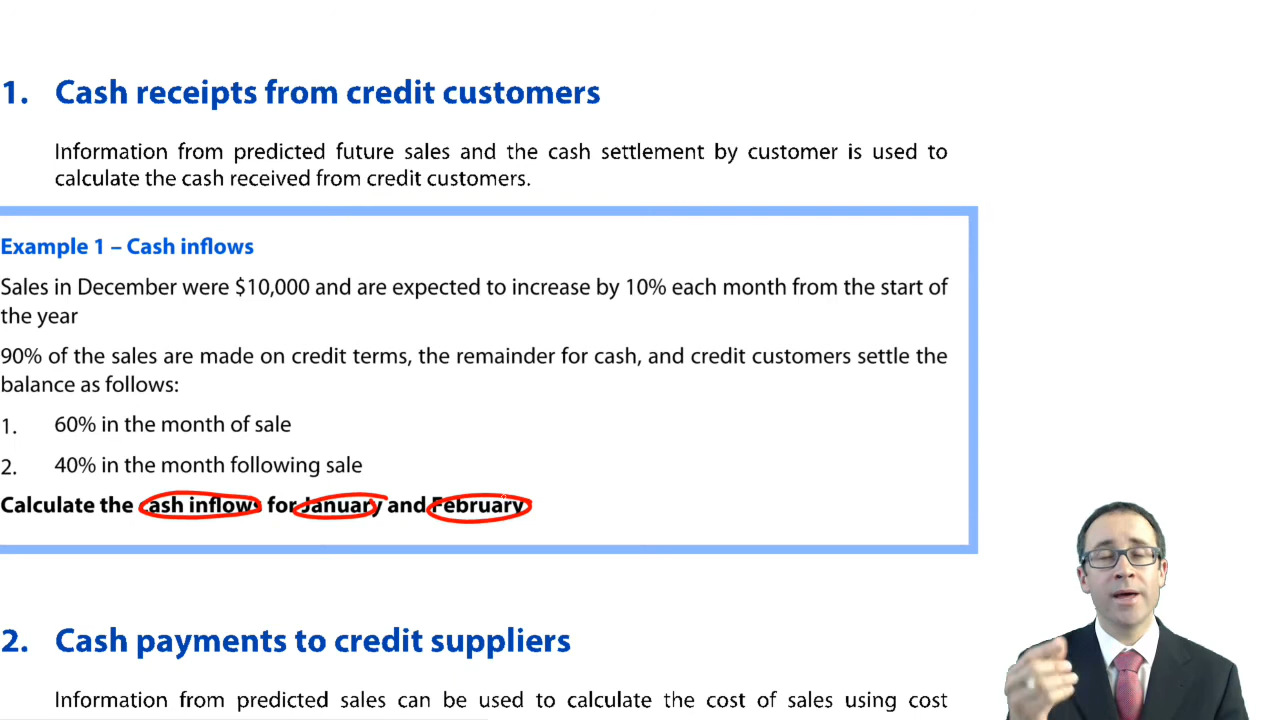 1. Cash receipts from credit customers
Information from predicted future sales and the cash settlement by customer is used to
calculate the cash received from credit customers.
Example 1 – Cash inflows
Sales in December were $10,000 and are expected to increase by 10% each month from the start of
the year
90% of the sales are made on credit terms, the remainder for cash, and credit customers settle the
balance as follows:
1. 60% in the month of sale
2. 40% in the month following sale
Calculate the cash inflows for January and February
2. Cash payments to credit suppliers
Information from predicted sales can be used to calculate the cost of sales using cost